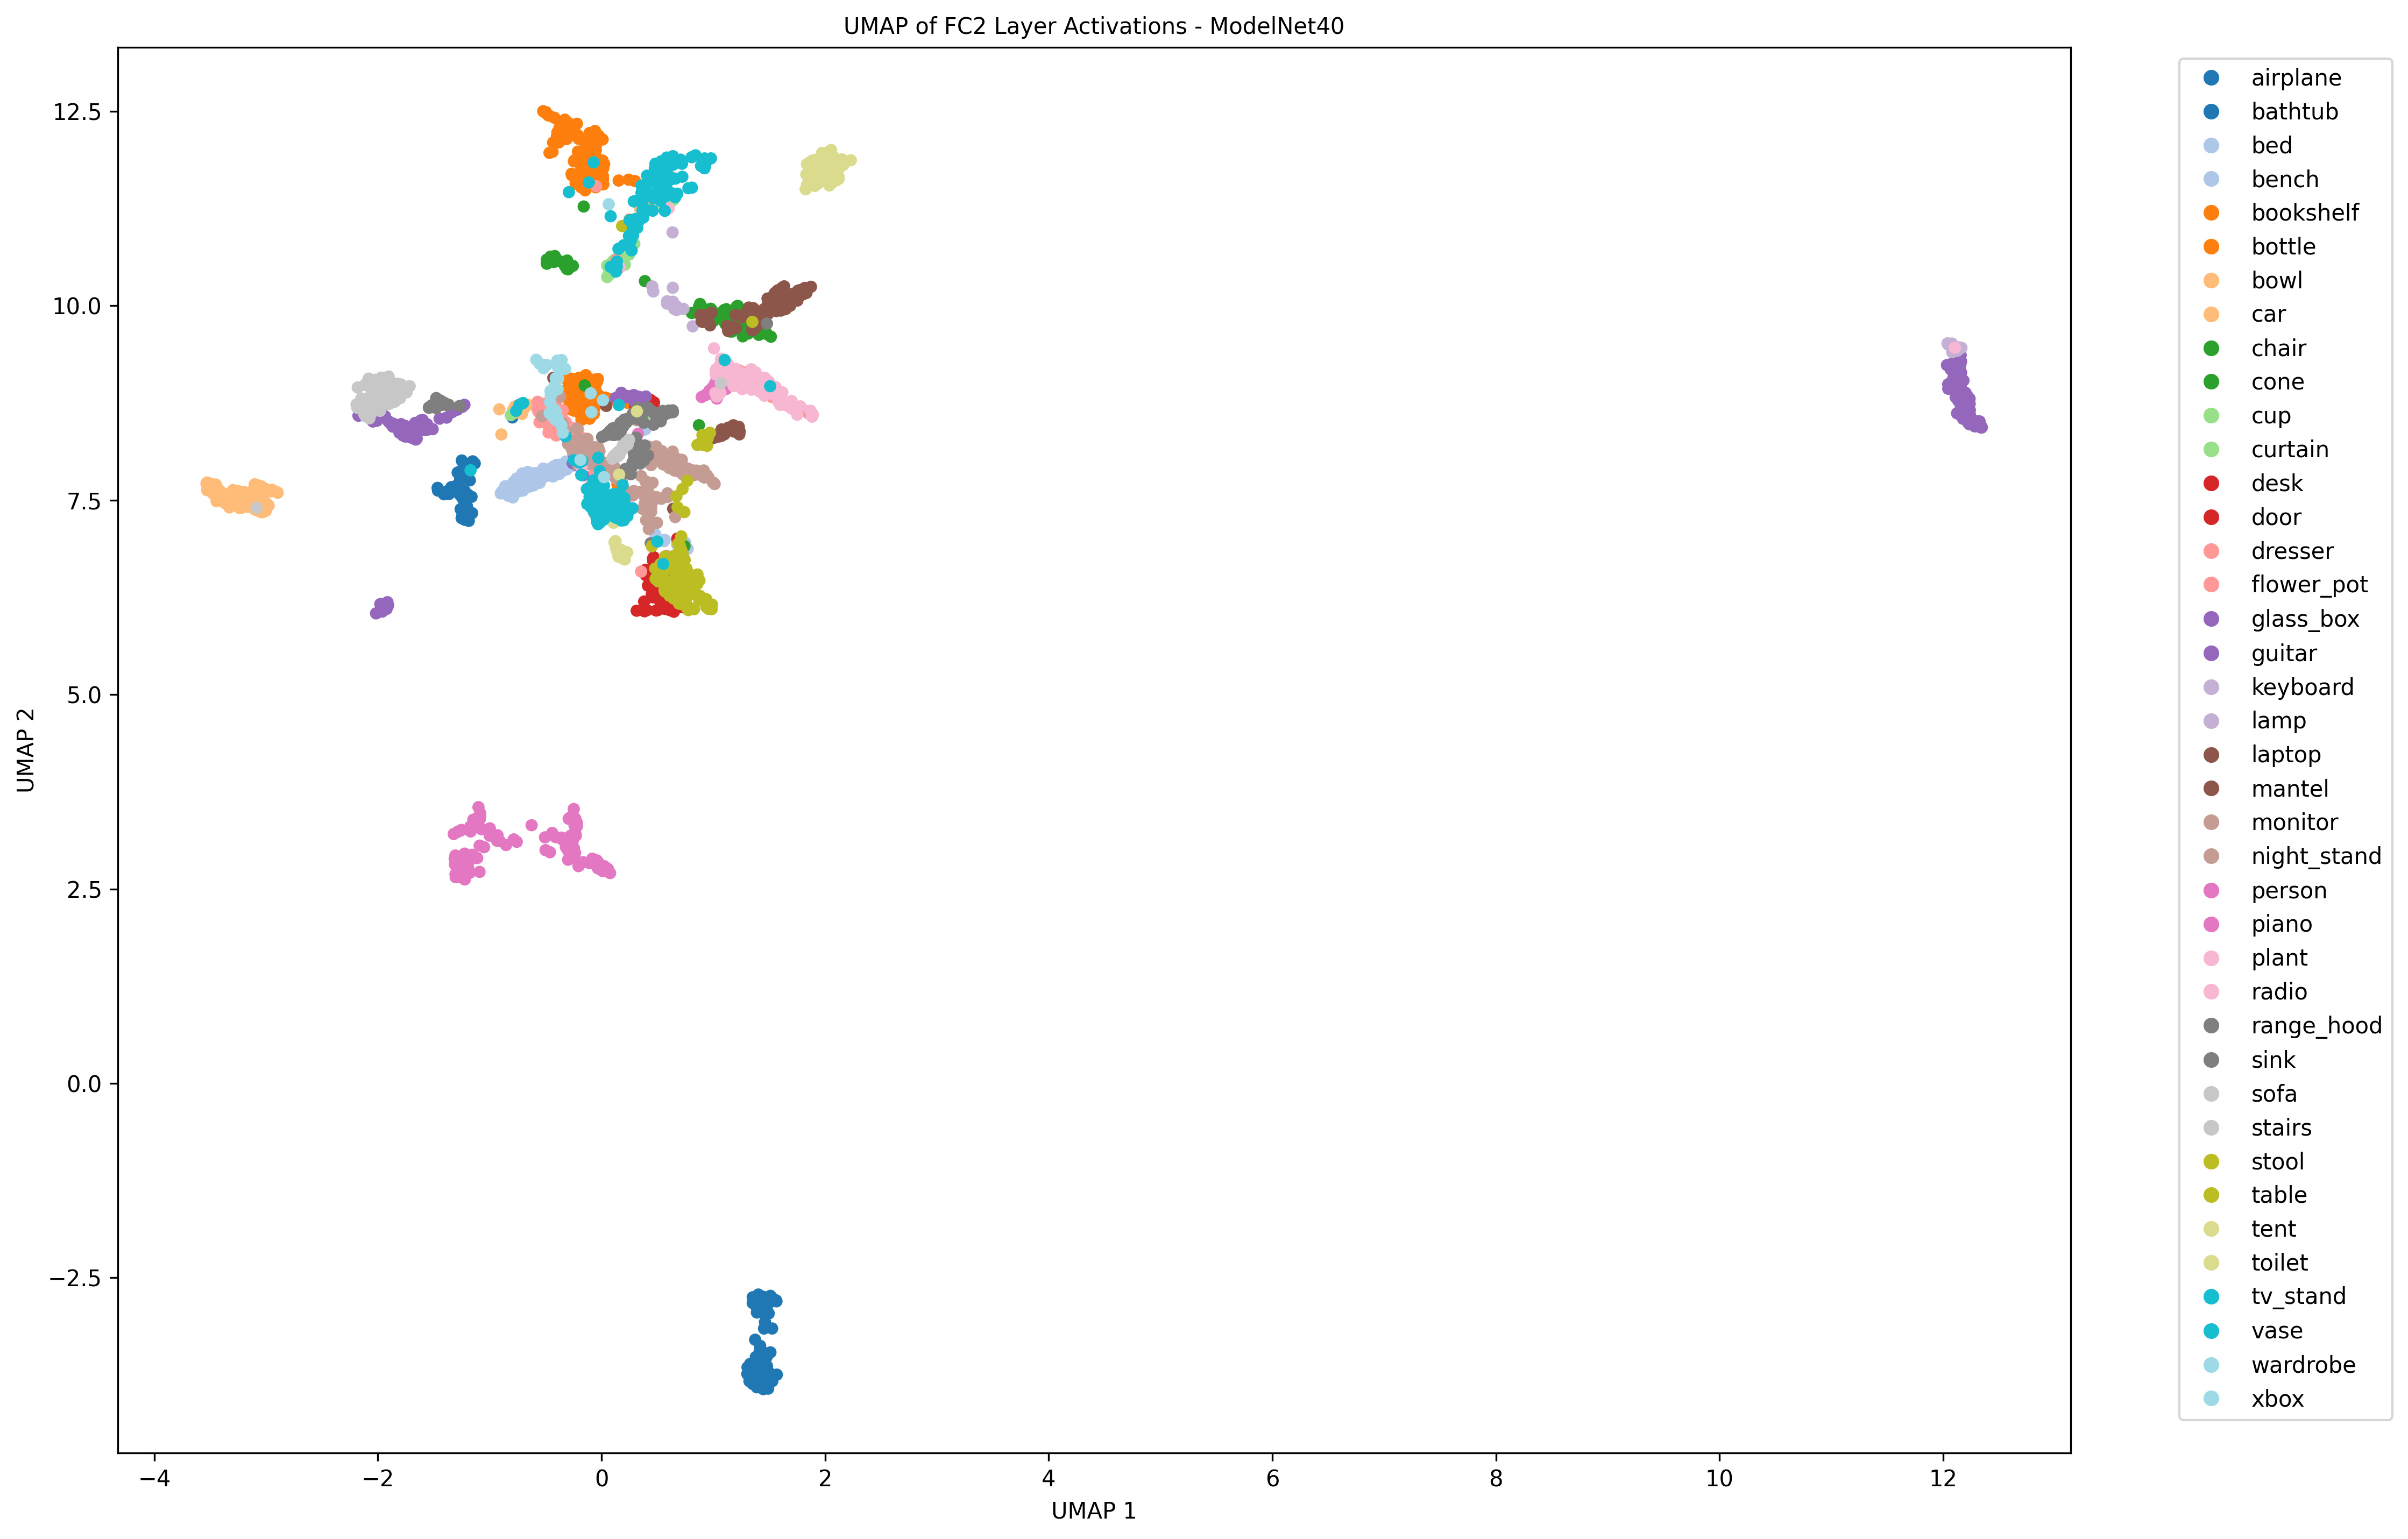 UMAP of FC2 Layer Activations - ModelNet40
12.5
10.0
7.5
5.0
2.5
0.0
−2.5
UMAP 2
−4
−2
0
2
4
6
8
10
12
UMAP 1
airplane
bathtub
bed
bench
bookshelf
bottle
bowl
car
chair
cone
cup
curtain
desk
door
dresser
flower_pot
glass_box
guitar
keyboard
lamp
laptop
mantel
monitor
night_stand
person
piano
plant
radio
range_hood
sink
sofa
stairs
stool
table
tent
toilet
tv_stand
vase
wardrobe
xbox